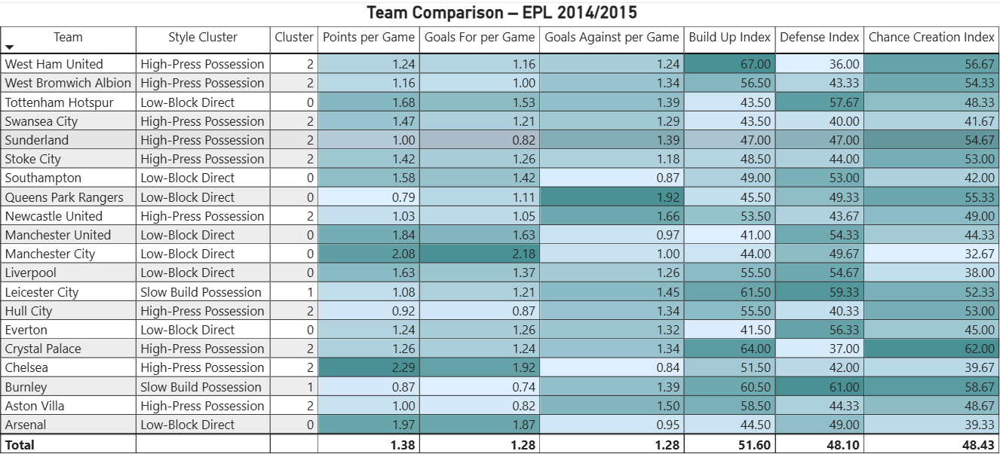 Team Comparison – EPL 2014/2015
Team Style Cluster Cluster Points per Game Goals For per Game Goals Against per Game Build Up Index Defense Index Chance Creation Index
West Ham United High-Press Possession 2 1.24 1.16 1.24 67.00 36.00 56.67
West Bromwich Albion High-Press Possession 2 1.16 1.00 1.34 56.50 43.33 54.33
Tottenham Hotspur Low-Block Direct 0 1.68 1.53 1.39 43.50 57.67 48.33
Swansea City High-Press Possession 2 1.47 1.21 1.29 43.50 40.00 41.67
Sunderland High-Press Possession 2 1.00 0.82 1.39 47.00 47.00 54.67
Stoke City High-Press Possession 2 1.42 1.26 1.18 48.50 44.00 53.00
Southampton Low-Block Direct 0 1.58 1.42 0.87 49.00 53.00 42.00
Queens Park Rangers Low-Block Direct 0 0.79 1.11 1.92 45.50 49.33 55.33
Newcastle United High-Press Possession 2 1.03 1.05 1.66 53.50 43.67 49.00
Manchester United Low-Block Direct 0 1.84 1.63 0.97 41.00 54.33 44.33
Manchester City Low-Block Direct 0 2.08 2.18 1.00 44.00 49.67 32.67
Liverpool Low-Block Direct 0 1.63 1.37 1.26 55.50 54.67 38.00
Leicester City Slow Build Possession 1 1.08 1.21 1.45 61.50 59.33 52.33
Hull City High-Press Possession 2 0.92 0.87 1.34 55.50 40.33 53.00
Everton Low-Block Direct 0 1.24 1.26 1.32 41.50 56.33 45.00
Crystal Palace High-Press Possession 2 1.26 1.24 1.34 64.00 37.00 62.00
Chelsea High-Press Possession 2 2.29 1.92 0.84 51.50 42.00 39.67
Burnley Slow Build Possession 1 0.87 0.74 1.39 60.50 61.00 58.67
Aston Villa High-Press Possession 2 1.00 0.82 1.50 58.50 44.33 48.67
Arsenal Low-Block Direct 0 1.97 1.87 0.95 44.50 49.00 39.33
Total 1.38 1.28 1.28 51.60 48.10 48.43